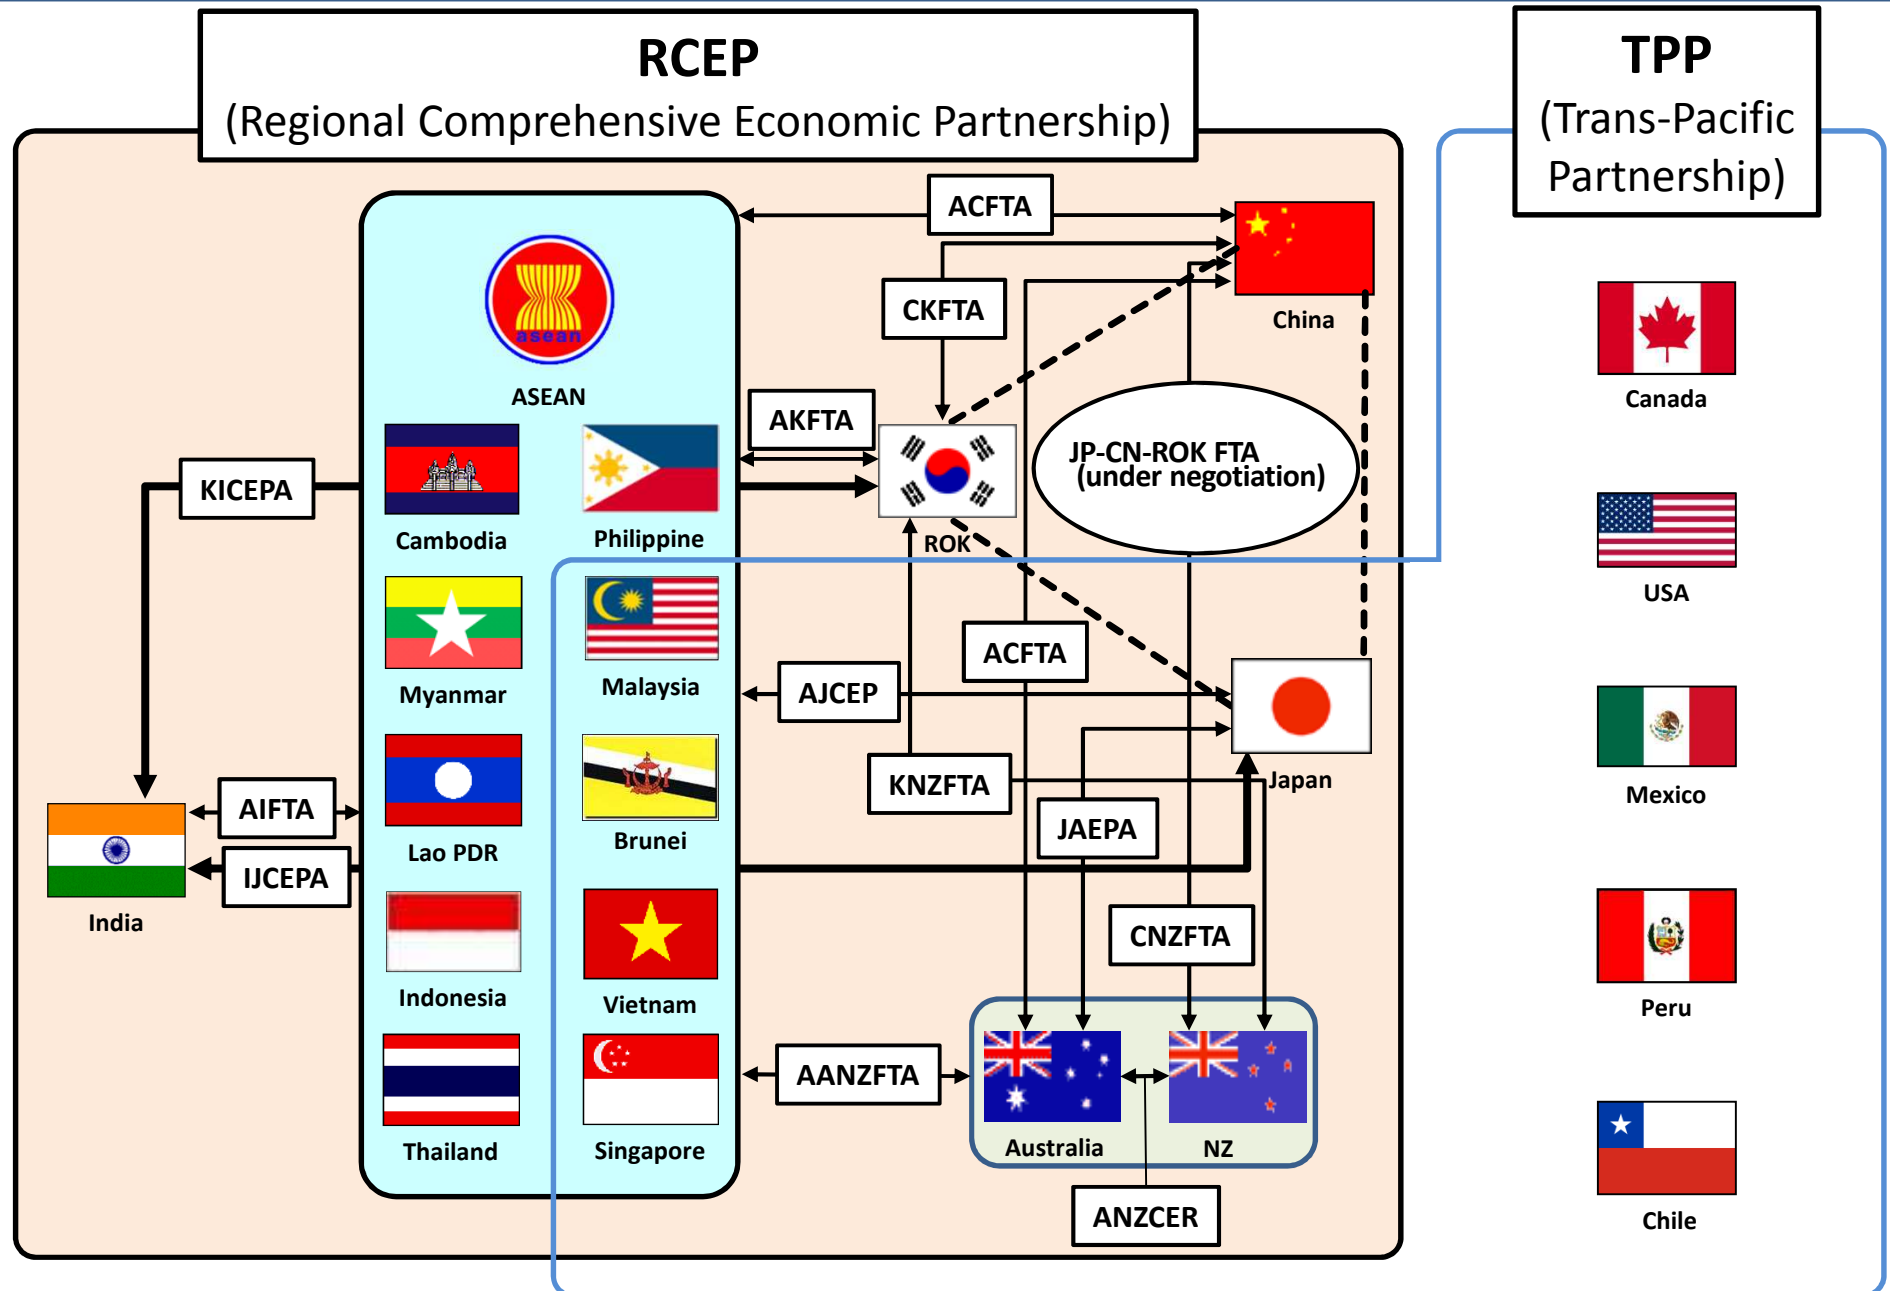 RCEP
(Regional Comprehensive Economic Partnership)
TPP
(Trans-Pacific
Partnership)
ACFTA
asean
CKFTA
China
ASEAN
Canada
AKFTA
JP-CN-ROK FTA
(under negotiation)
KICEPA
Cambodia
Philippine
ROK
USA
ACFTA
Myanmar
Malaysia
AJCEP
KNZFTA
Japan
Mexico
AIFTA
JAEPA
Lao PDR
Brunei
IJCEPA
India
CNZFTA
Indonesia
Vietnam
Peru
AANZFTA
Thailand
Singapore
Australia
NZ
ANZCER
Chile